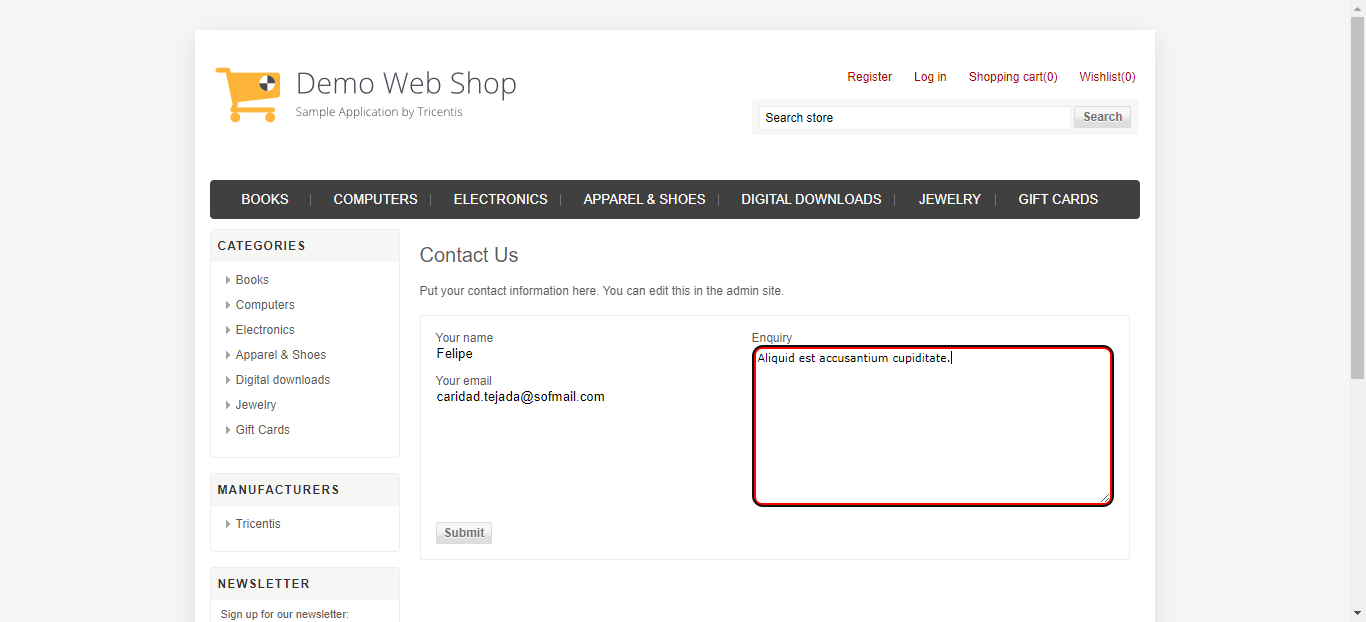 Demo Web Shop
Sample Application by Tricentis
Register Log in Shopping cart(0) Wishlist(0)
Search store Search
BOOKS COMPUTERS ELECTRONICS APPAREL & SHOES DIGITAL DOWNLOADS JEWELRY GIFT CARDS
CATEGORIES
Books
Computers
Electronics
Apparel & Shoes
Digital downloads
Jewelry
Gift Cards
MANUFACTURERS
Tricentis
NEWSLETTER
Sign up for our newsletter:
Contact Us
Put your contact information here. You can edit this in the admin site.
Your name
Felipe
Your email
caridad.tejada@sofmail.com
Enquiry
Aliquid est accusantium cupiditate.
Submit